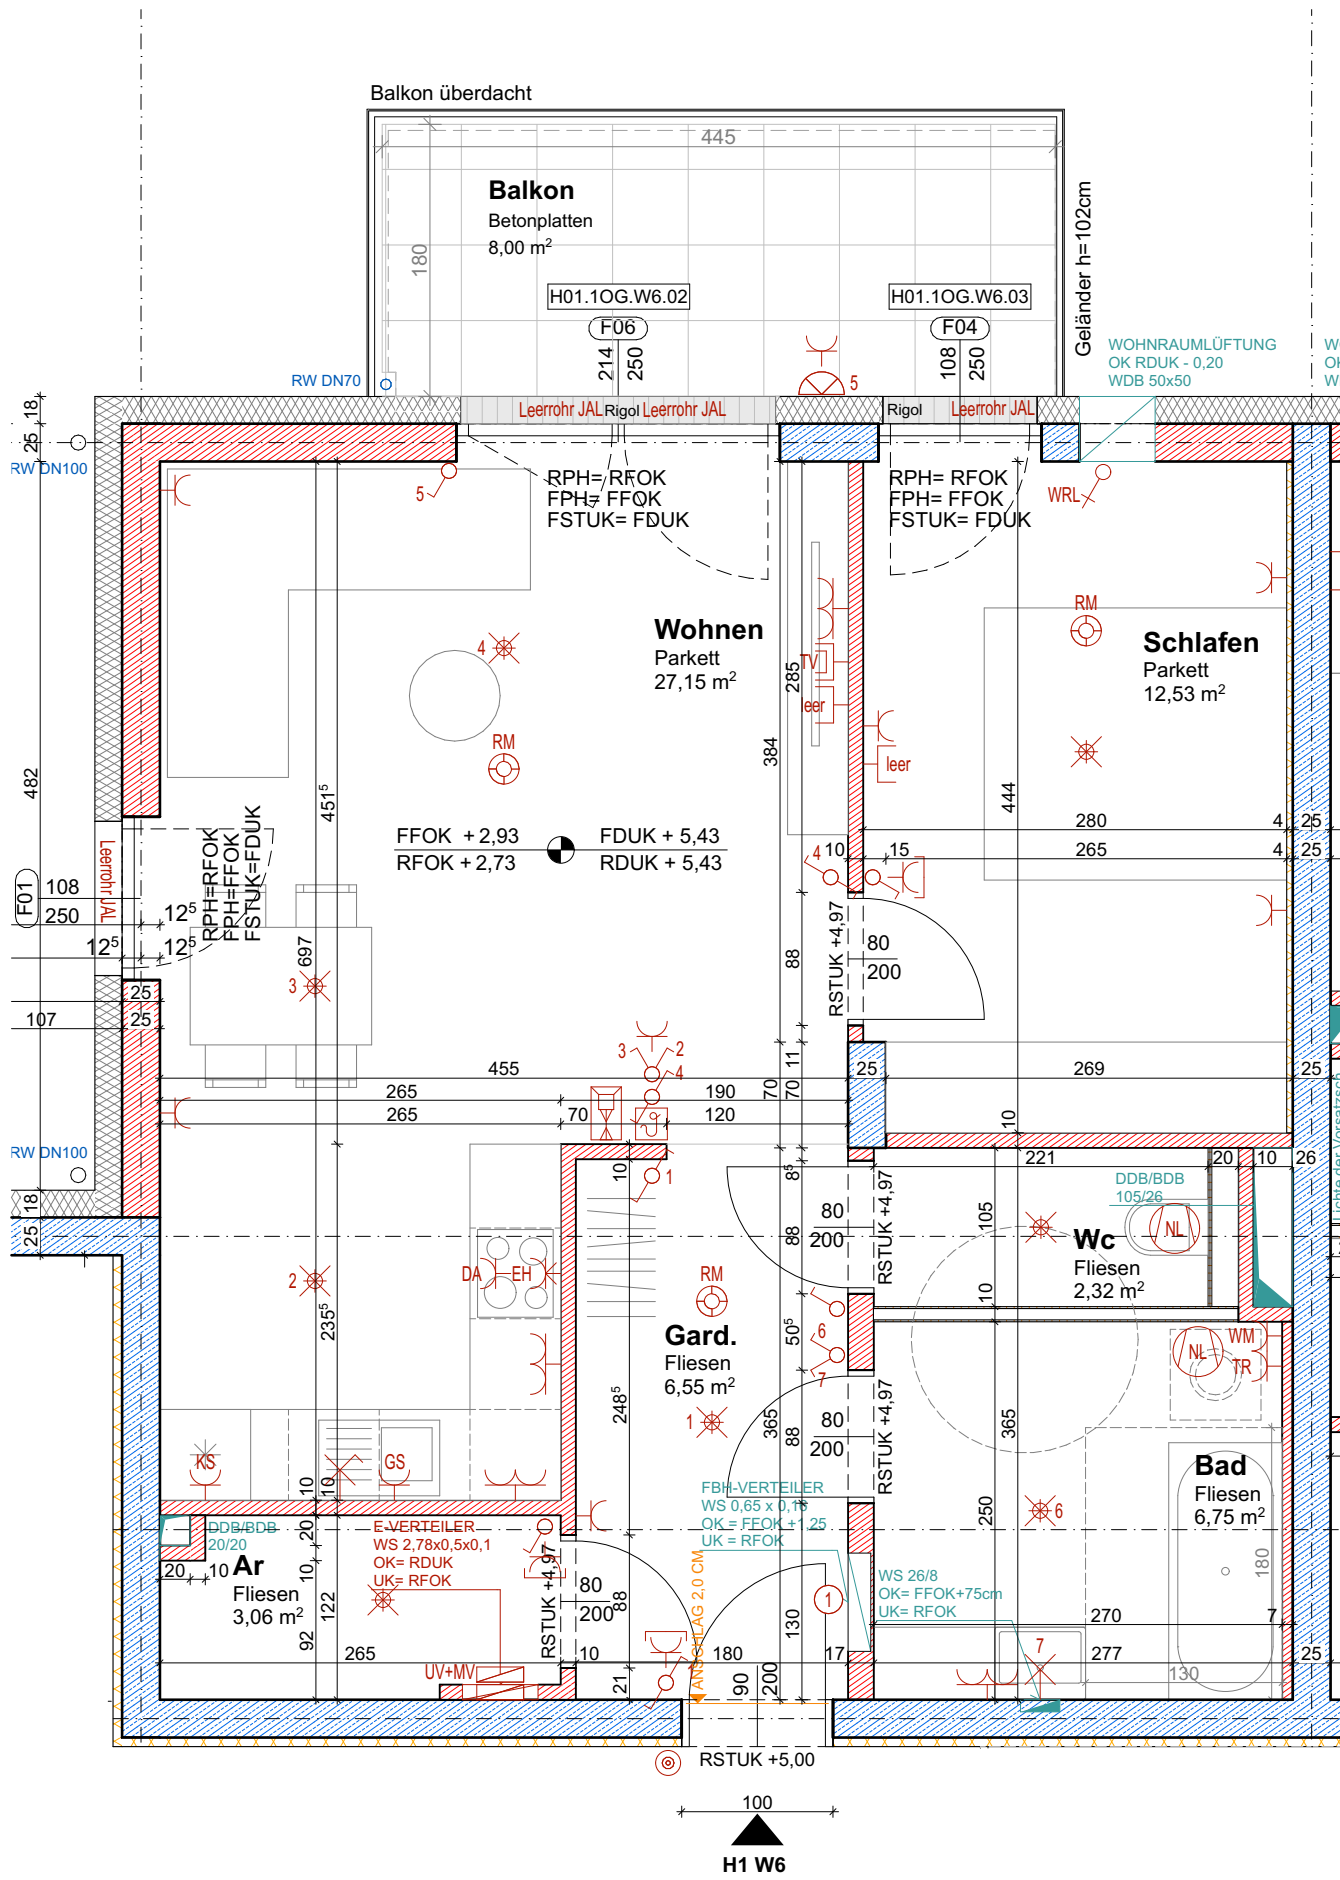 Balkon überdacht
445
180
Balkon
Betonplatten
8,00 m²
Geländer h=102cm
H01.1OG.W6.02
F06
214
250
H01.1OG.W6.03
F04
108
250
5
RW DN70
WOHNRAUMLÜFTUNG
OK RDUK - 0,20
WDB 50x50
Leerrohr JAL
Rigol
Leerrohr JAL
Rigol
Leerrohr JAL
18
25
RW DN100
5
RPH= RFOK
FPH= FFOK
FSTUK= FDUK
RPH= RFOK
FPH= FFOK
FSTUK= FDUK
WRL
RM
4
Wohnen
Parkett
27,15 m²
Schlafen
Parkett
12,53 m²
TV
leer
285
RM
leer
384
482
451⁵
444
FFOK + 2,93
FDUK + 5,43
RFOK + 2,73
RDUK + 5,43
280
4
25
10
4
15
265
4
25
Leerrohr JAL
F01
108
250
RPH=RFOK
FPH=FFOK
FSTUK=FDUK
12⁵
12⁵
12⁵
697
3
25
107
25
RSTUK +4,97
80
200
88
3
2
4
11
455
25
269
25
265
190
70
70
265
70
120
10
RW DN100
18
25
10
1
8⁵
221
20
10
26
DDB/BDB
105/26
80
200
88
RSTUK +4,97
105
NL
Wc
Fliesen
2,32 m²
10
DA
EH
2
235⁵
RM
Gard.
Fliesen
6,55 m²
6
50⁵
7
NL
WM
TR
248⁵
1
365
80
200
88
RSTUK +4,97
365
KS
GS
10
10
Bad
Fliesen
6,75 m²
250
6
180
FBH-VERTEILER
WS 0,65 x 0,16
OK = FFOK +1,25
UK = RFOK
DDB/BDB
20/20
20
E-VERTEILER
WS 2,78x0,5x0,1
OK= RDUK
UK= RFOK
20
10
10
Ar
Fliesen
3,06 m²
122
92
RSTUK +4,97
80
200
88
ANSCHLAG 2,0 CM
130
1
WS 26/8
OK= FFOK+75cm
UK= RFOK
270
7
265
10
180
17
277
25
7
130
UV+MV
21
90
200
RSTUK +5,00
100
H1 W6